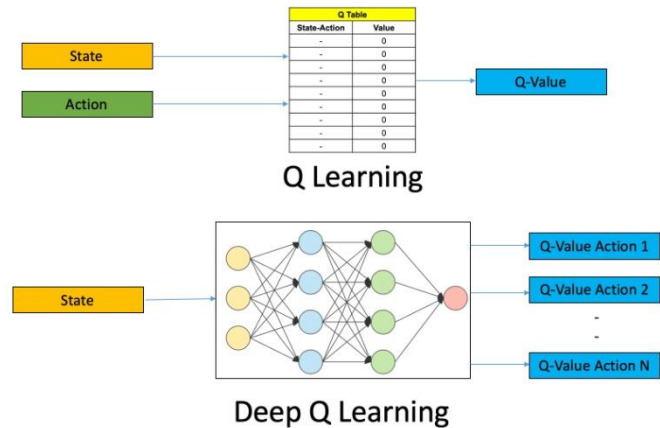 Q Table
State-Action Value
- 0
- 0
- 0
- 0
- 0
- 0
- 0
- 0
- 0
State
Action
Q-Value
Q Learning
State
Q-Value Action 1
Q-Value Action 2
-
-
Q-Value Action N
Deep Q Learning